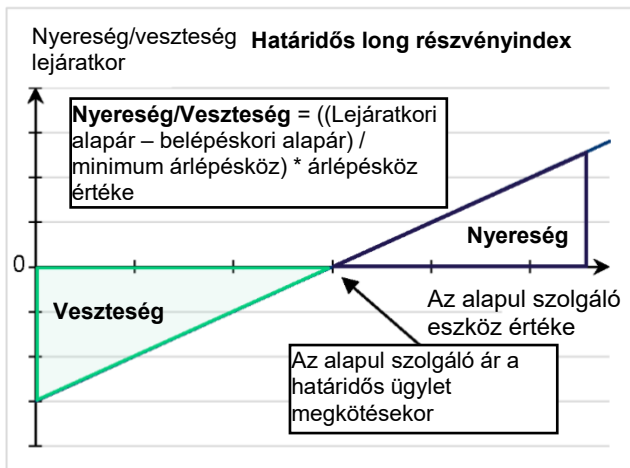 Nyereség/veszteség
lejáratkor
Határidős long részvényindex
Nyereség/Veszteség = ((Lejáratkori
alapár – belépéskori alapár) /
minimum árlépésköz) * árlépésköz
értéke
Nyereség
0
Veszteség
Az alapul szolgáló
eszköz értéke
Az alapul szolgáló ár a
határidős ügylet
megkötésekor